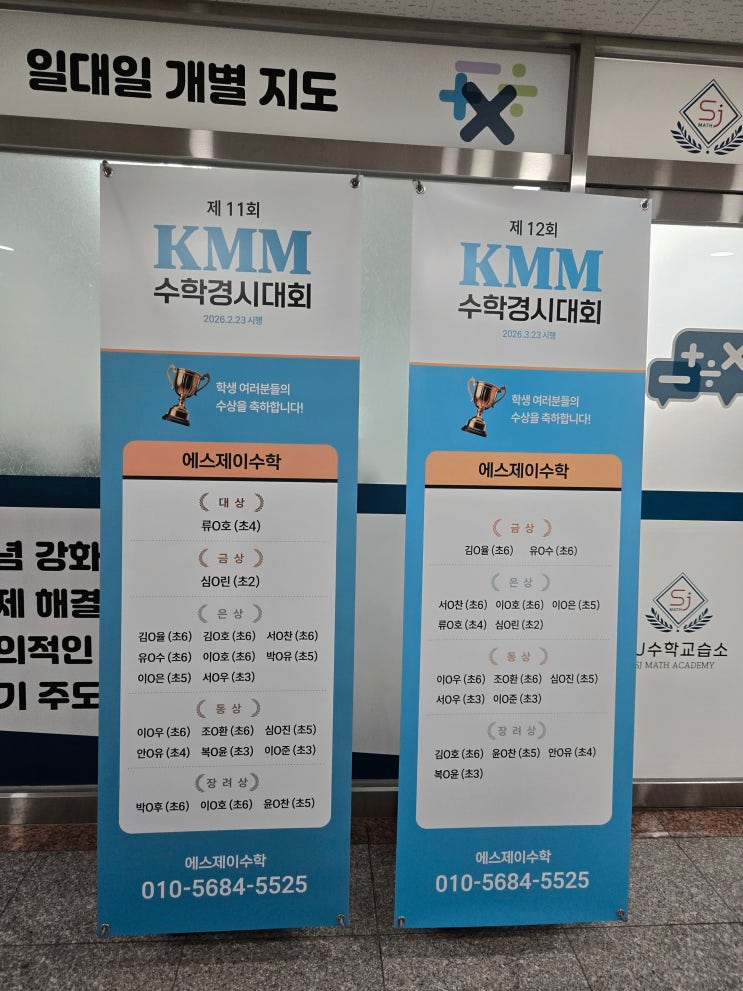 일대일 개별 지도
Sj
MATH
제 11회
KMM
수학경시대회
2026.2.23 시행
학생 여러분들의
수상을 축하합니다!
에스제이수학
대 상
류O호 (초4)
금 상
심O린 (초2)
은 상
김O율 (초6) 김O호 (초6) 서O찬 (초6)
유O수 (초6) 이O호 (초6) 박O유 (초5)
이O은 (초5) 서O우 (초3)
동 상
이O우 (초6) 조O환 (초6) 심O진 (초5)
안O유 (초4) 복O윤 (초3) 이O준 (초3)
장 려 상
박O후 (초6) 이O호 (초6) 윤O찬 (초5)
에스제이수학
010-5684-5525
제 12회
KMM
수학경시대회
2026.3.23 시행
학생 여러분들의
수상을 축하합니다!
에스제이수학
금 상
김O율 (초6) 유O수 (초6)
은 상
서O찬 (초6) 이O호 (초6) 이O은 (초5)
류O호 (초4) 심O린 (초2)
동 상
이O우 (초6) 조O환 (초6) 심O진 (초5)
서O우 (초3) 이O준 (초3)
장 려 상
김O호 (초6) 윤O찬 (초5) 안O유 (초4)
복O윤 (초3)
에스제이수학
010-5684-5525
념 강화
제 해결
의적인
기 주도
Sj
MATH
수학교습소
SJ MATH ACADEMY